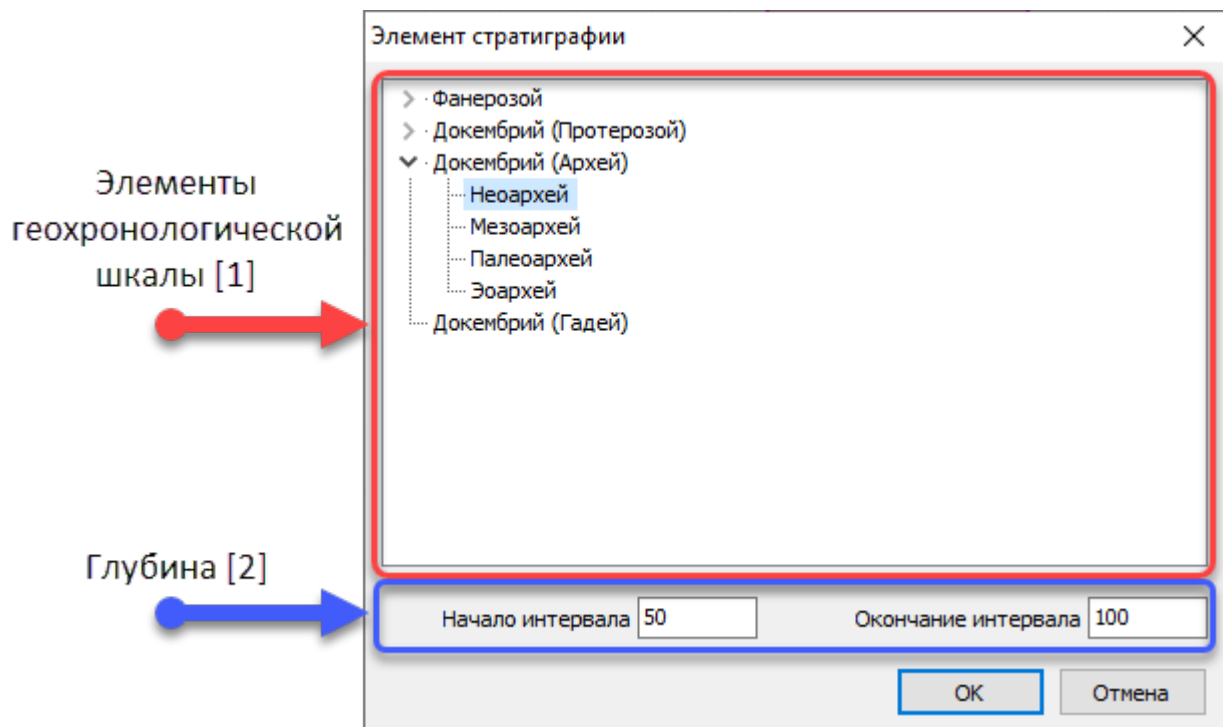 Элемент стратиграфии
Фанерозой
Докембрий (Протерозой)
Докембрий (Архей)
Неоархей
Мезоархей
Палеоархей
Эоархей
Докембрий (Гадей)
Элементы
геохронологической
шкалы [1]
Глубина [2]
Начало интервала 50 Окончание интервала 100
OK Отмена